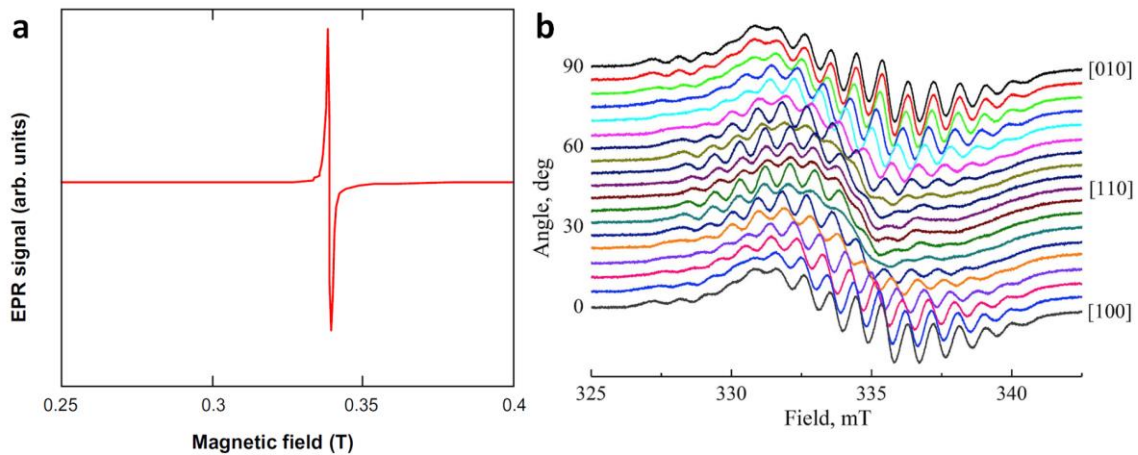 a
EPR signal (arb. units)
0.25
0.3
0.35
0.4
Magnetic field (T)
b
Angle, deg
90
60
30
0
[010]
[110]
[100]
325
330
335
340
Field, mT